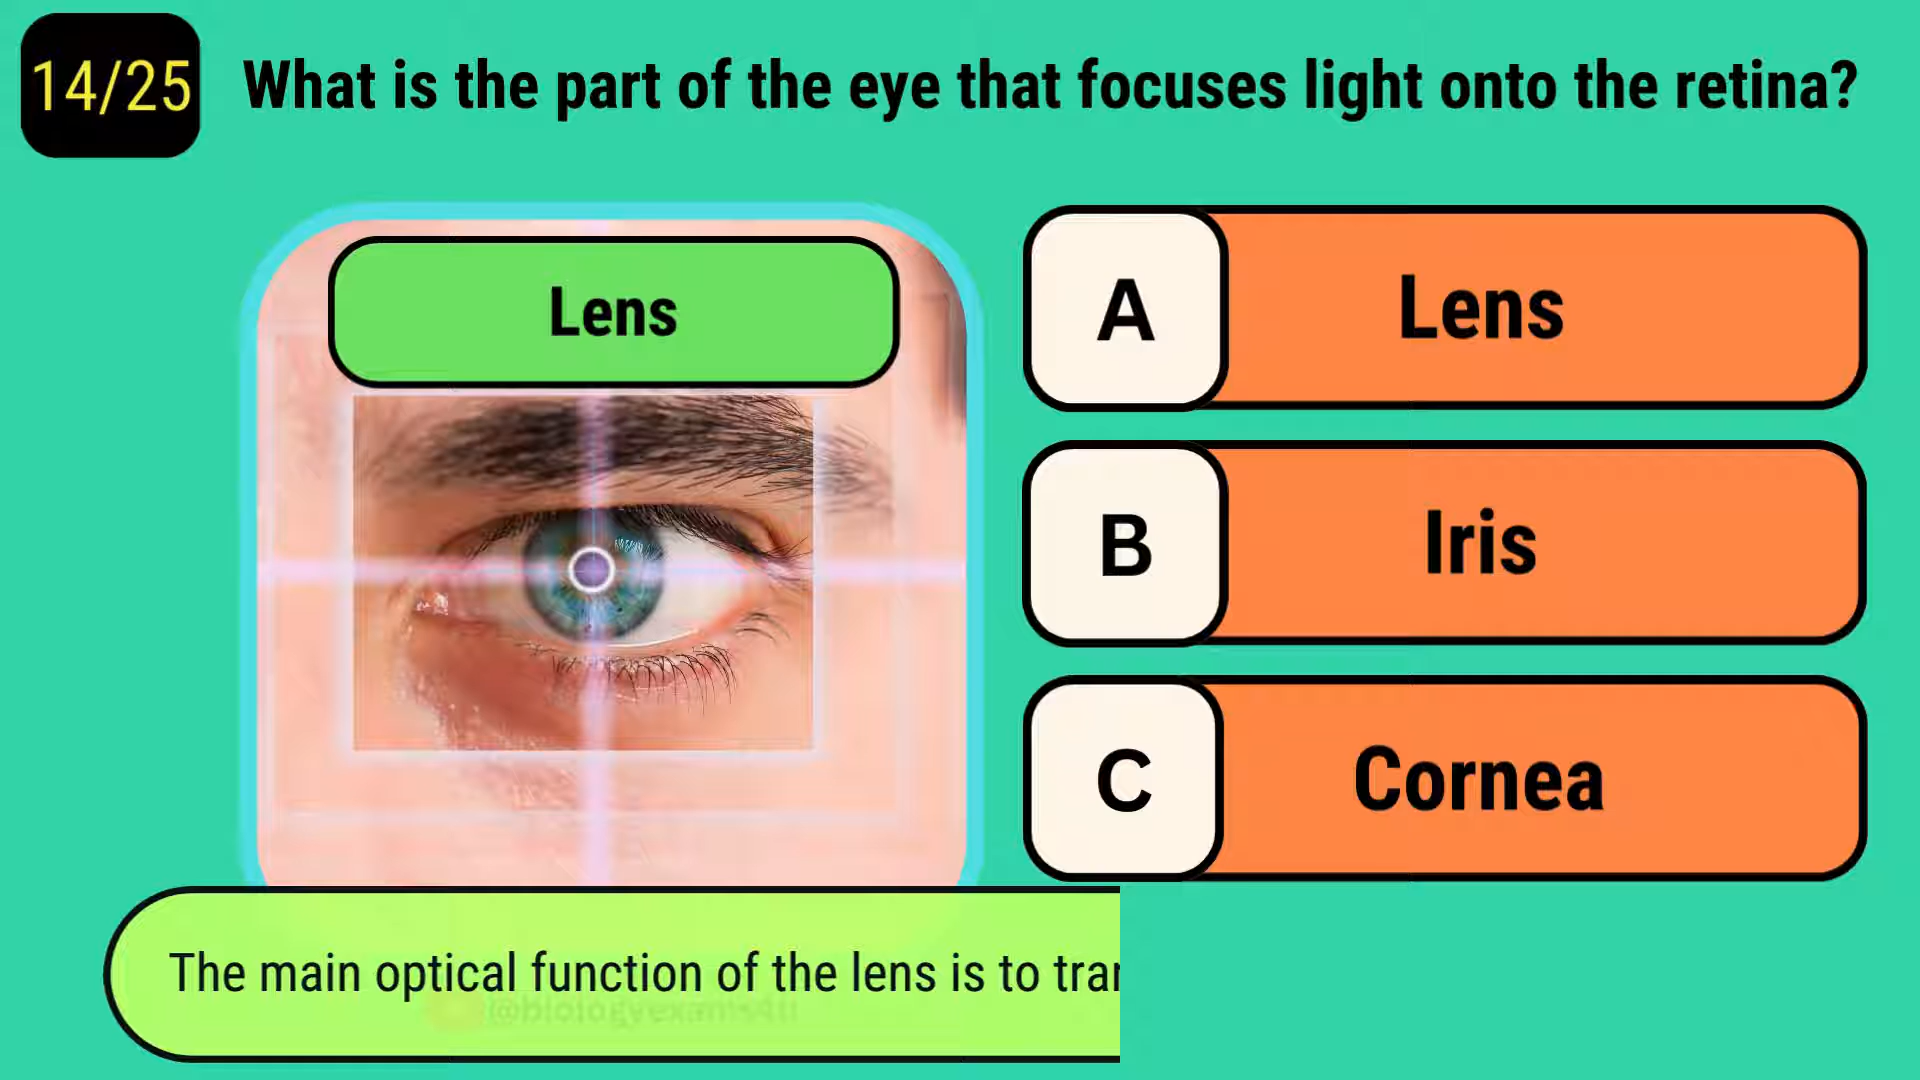 14/25
What is the part of the eye that focuses light onto the retina?
Lens
A
Lens
B
Iris
C
Cornea
The main optical function of the lens is to
@biologyexams4u